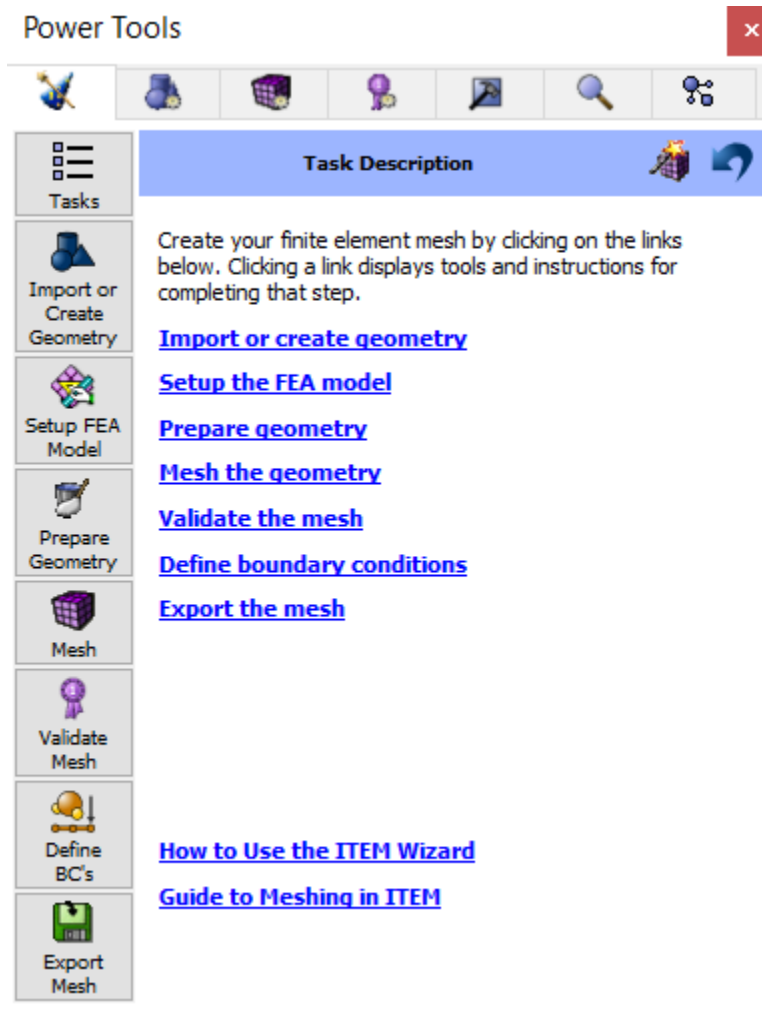 Power Tools
Tasks
Import or
Create
Geometry
Setup FEA
Model
Prepare
Geometry
Mesh
Validate
Mesh
Define
BC's
Export
Mesh
Task Description
Create your finite element mesh by clicking on the links
below. Clicking a link displays tools and instructions for
completing that step.
Import or create geometry
Setup the FEA model
Prepare geometry
Mesh the geometry
Validate the mesh
Define boundary conditions
Export the mesh
How to Use the ITEM Wizard
Guide to Meshing in ITEM